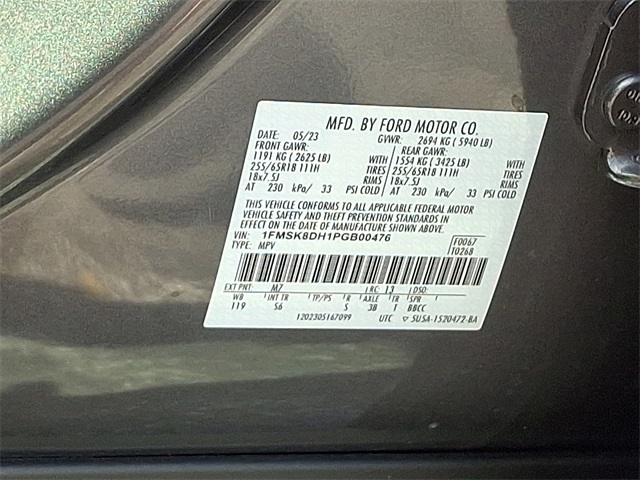 MFD. BY FORD MOTOR CO.
DATE: 05/23 GVWR: 2694 KG ( 5940 LB)
FRONT GAWR: REAR GAWR:
1191 KG ( 2625 LB) WITH 1554 KG ( 3425 LB) WITH
255/65R18 111H TIRES 255/65R18 111H TIRES
18x7.5J RIMS 18x7.5J RIMS
AT 230 kPa/ 33 PSI COLD AT 230 kPa/ 33 PSI COLD
THIS VEHICLE CONFORMS TO ALL APPLICABLE FEDERAL MOTOR
VEHICLE SAFETY AND THEFT PREVENTION STANDARDS IN
EFFECT ON THE DATE OF MANUFACTURE SHOWN ABOVE.
VIN: 1FMSK8DH1PGB00476 F0067
TYPE: MPV T0268
EXT PNT: M7 RC: 13 DSO:
WB INT TR TP/PS R AXLE TR SPR
119 S6 S 3B I BBCC
1202305167099 UTC ▽ 5USA-1520472-BA